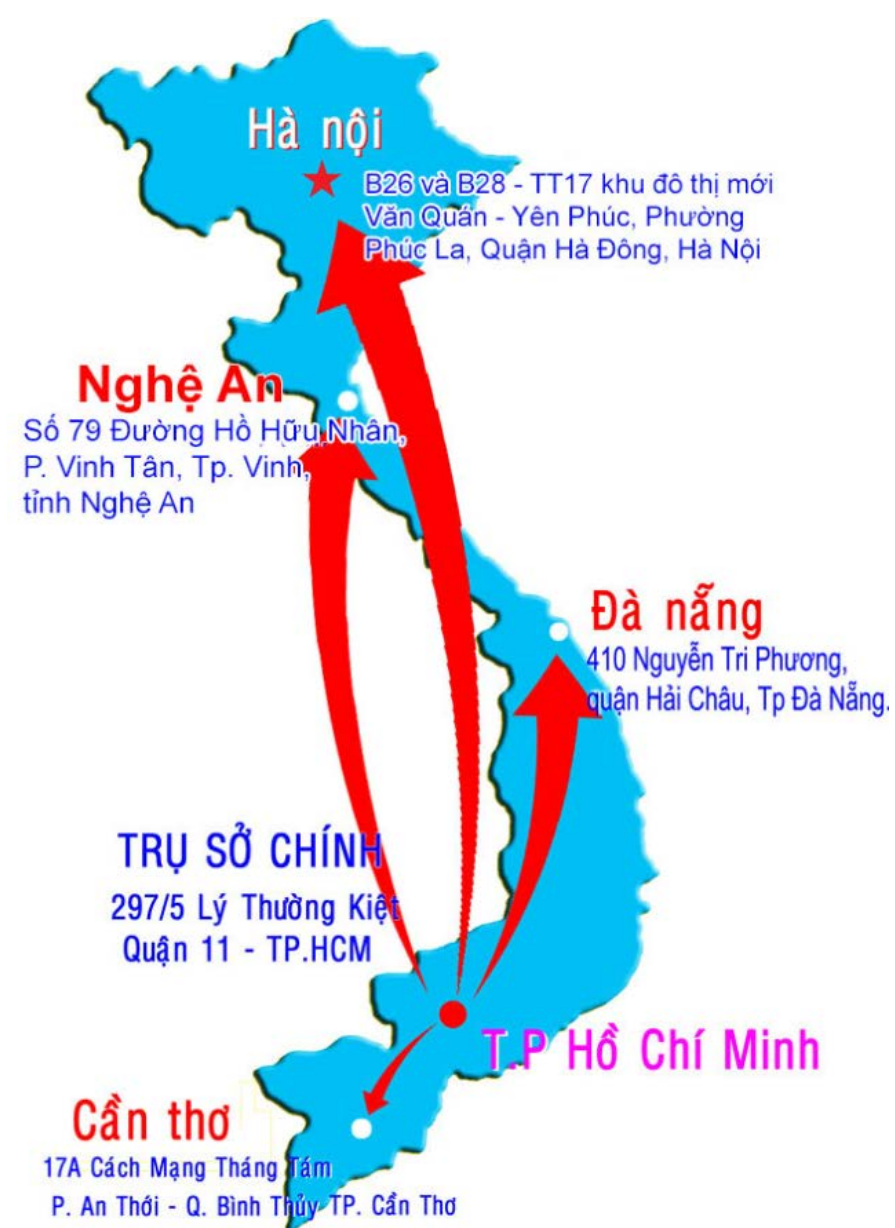 Hà nội
B26 và B28 - TT17 khu đô thị mới
Văn Quán - Yên Phúc, Phường
Phúc La, Quận Hà Đông, Hà Nội
Nghệ An
Số 79 Đường Hồ Hữu Nhân,
P. Vinh Tân, Tp. Vinh,
tỉnh Nghệ An
Đà nẵng
410 Nguyễn Tri Phương,
quận Hải Châu, Tp Đà Nẵng.
TRỤ SỞ CHÍNH
297/5 Lý Thường Kiệt
Quận 11 - TP.HCM
T.P Hồ Chí Minh
Cần thơ
17A Cách Mạng Tháng Tám
P. An Thới - Q. Bình Thủy TP. Cần Thơ